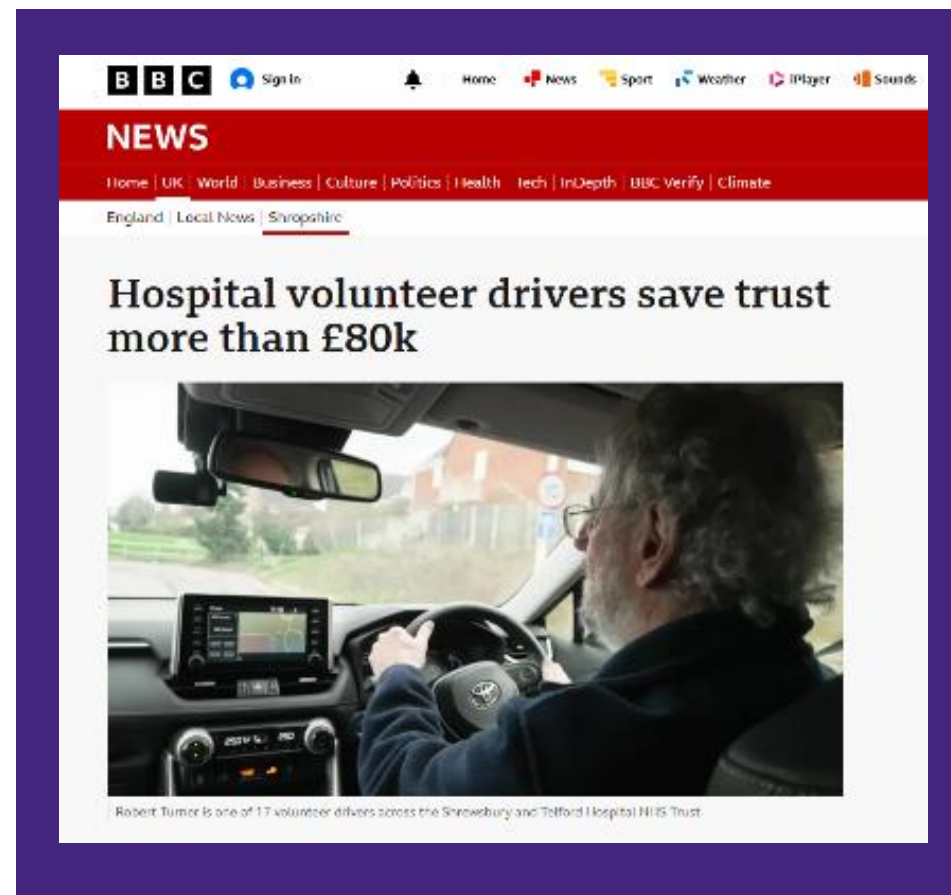 BBC Sign in Home News Sport Weather iPlayer Sounds
NEWS
Home | UK | World | Business | Culture | Politics | Health | Tech | InDepth | BBC Verify | Climate
England | Local News | Shropshire
Hospital volunteer drivers save trust
more than £80k
Robert Turner is one of 17 volunteer drivers across the Shrewsbury and Telford Hospital NHS Trust